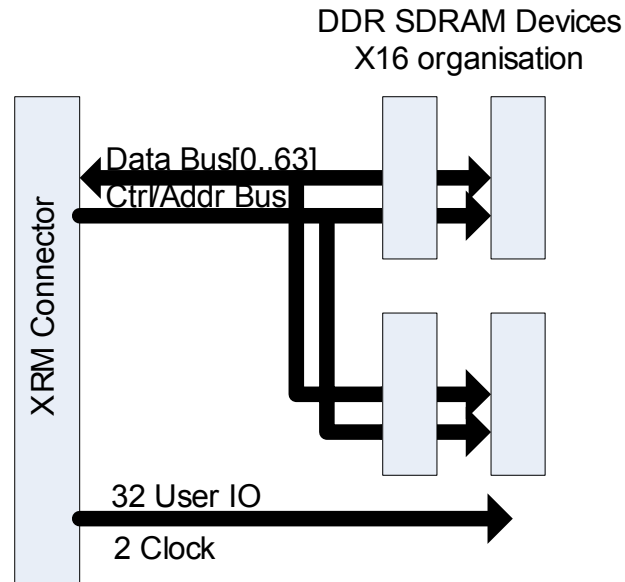 DDR SDRAM Devices
X16 organisation
Data Bus[0..63]
Ctrl/Addr Bus
XRM Connector
32 User IO
2 Clock